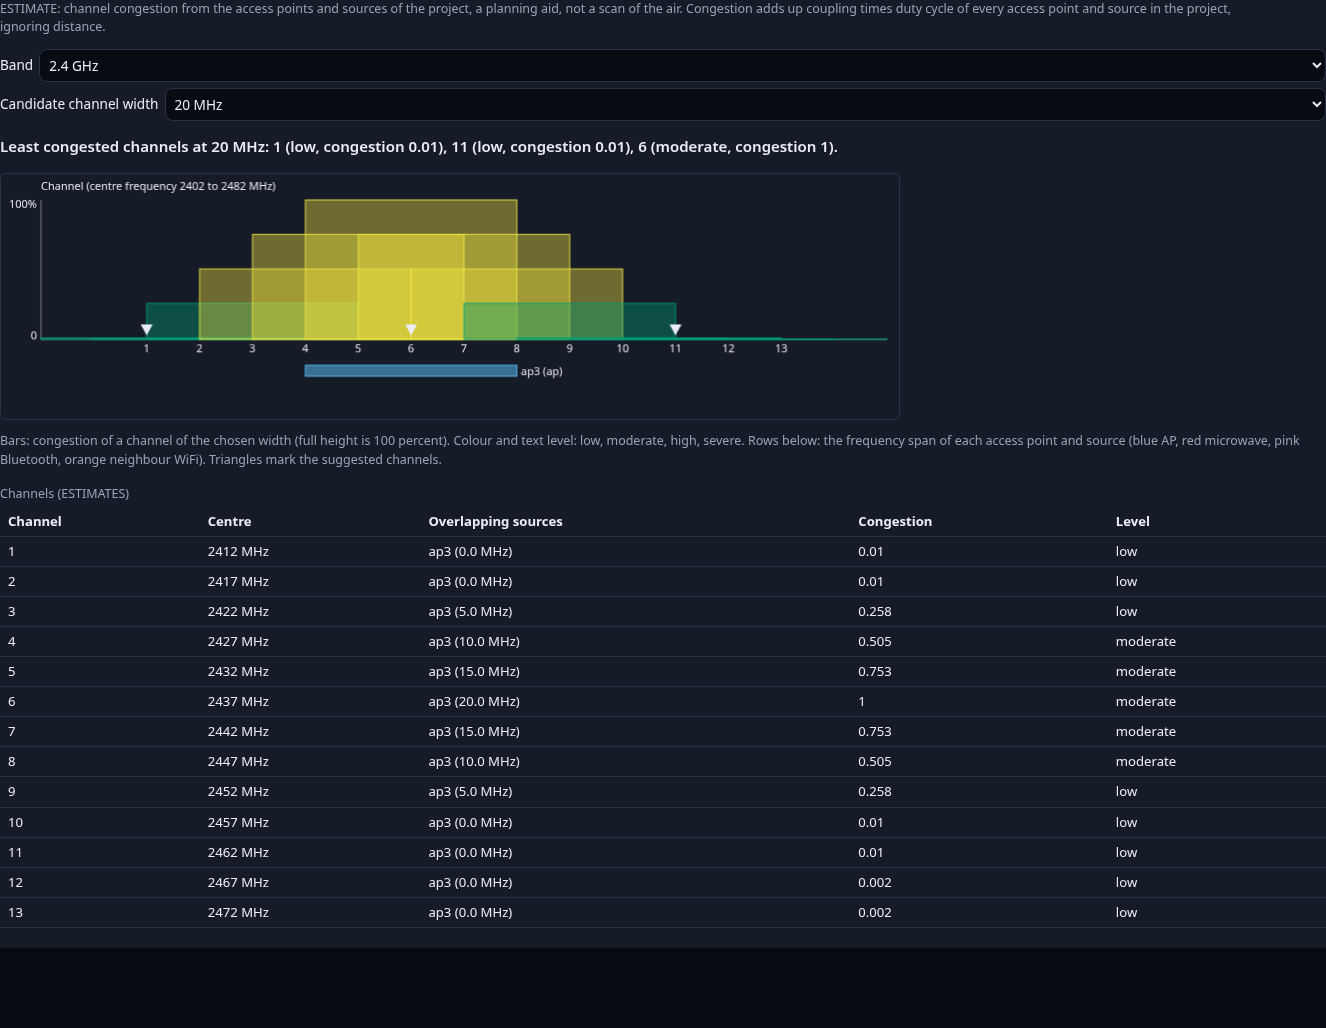 ESTIMATE: channel congestion from the access points and sources of the project, a planning aid, not a scan of the air. Congestion adds up coupling times duty cycle of every access point and source in the project,
ignoring distance.
Band 2.4 GHz
Candidate channel width 20 MHz
Least congested channels at 20 MHz: 1 (low, congestion 0.01), 11 (low, congestion 0.01), 6 (moderate, congestion 1).
Channel (centre frequency 2402 to 2482 MHz)
100%
0
1 2 3 4 5 6 7 8 9 10 11 12 13
ap3 (ap)
Bars: congestion of a channel of the chosen width (full height is 100 percent). Colour and text level: low, moderate, high, severe. Rows below: the frequency span of each access point and source (blue AP, red microwave, pink
Bluetooth, orange neighbour WiFi). Triangles mark the suggested channels.
Channels (ESTIMATES)
Channel Centre Overlapping sources Congestion Level
1 2412 MHz ap3 (0.0 MHz) 0.01 low
2 2417 MHz ap3 (0.0 MHz) 0.01 low
3 2422 MHz ap3 (5.0 MHz) 0.258 low
4 2427 MHz ap3 (10.0 MHz) 0.505 moderate
5 2432 MHz ap3 (15.0 MHz) 0.753 moderate
6 2437 MHz ap3 (20.0 MHz) 1 moderate
7 2442 MHz ap3 (15.0 MHz) 0.753 moderate
8 2447 MHz ap3 (10.0 MHz) 0.505 moderate
9 2452 MHz ap3 (5.0 MHz) 0.258 low
10 2457 MHz ap3 (0.0 MHz) 0.01 low
11 2462 MHz ap3 (0.0 MHz) 0.01 low
12 2467 MHz ap3 (0.0 MHz) 0.002 low
13 2472 MHz ap3 (0.0 MHz) 0.002 low